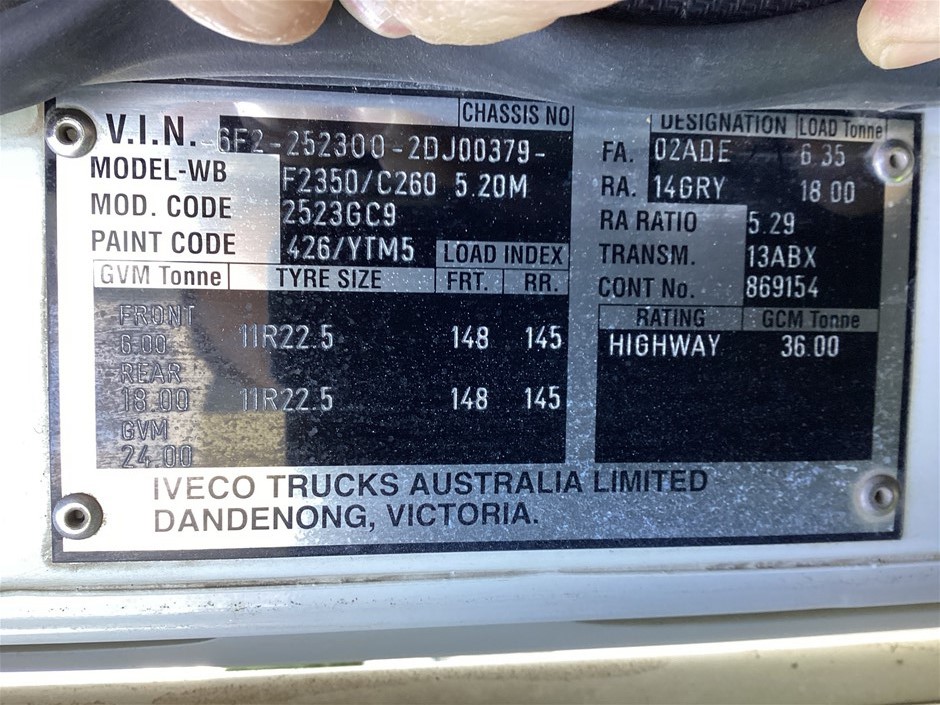 CHASSIS NO
V.I.N. -6F2-252300-2DJ00379-
MODEL-WB F2350/C260 5.20M
MOD. CODE 2523GC9
PAINT CODE 426/YTM5 LOAD INDEX
GVM Tonne TYRE SIZE FRT. RR.
FRONT
6.00 11R22.5 148 145
REAR
18.00 11R22.5 148 145
GVM
24.00
DESIGNATION LOAD Tonne
FA. 02ADE 6.35
RA. 14GRY 18.00
RA RATIO 5.29
TRANSM. 13ABX
CONT No. 869154
RATING GCM Tonne
HIGHWAY 36.00
IVECO TRUCKS AUSTRALIA LIMITED
DANDENONG, VICTORIA.